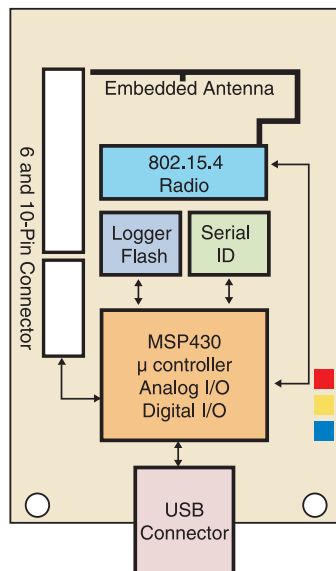 Embedded Antenna
6 and 10-Pin Connector
802.15.4
Radio
Logger
Flash
Serial
ID
MSP430
μ controller
Analog I/O
Digital I/O
USB
Connector